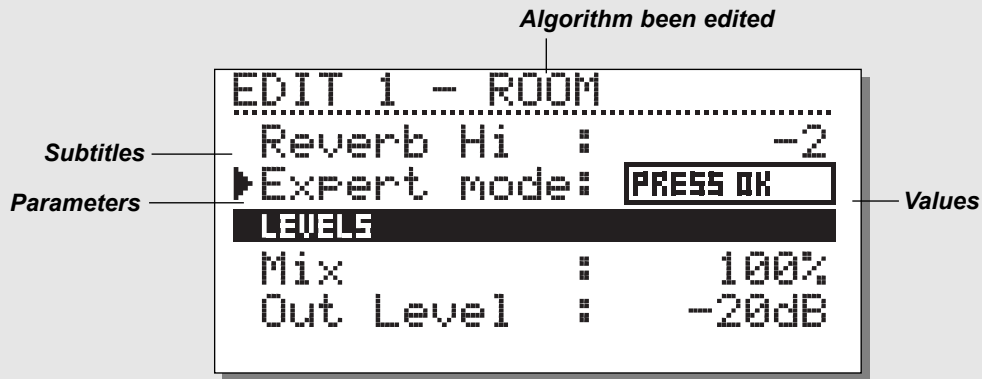 Algorithm been edited
EDIT 1 - ROOM
Reverb Hi : -2
Subtitles
Expert mode: PRESS OK
Parameters
Values
LEVELS
Mix : 100%
Out Level : -20dB